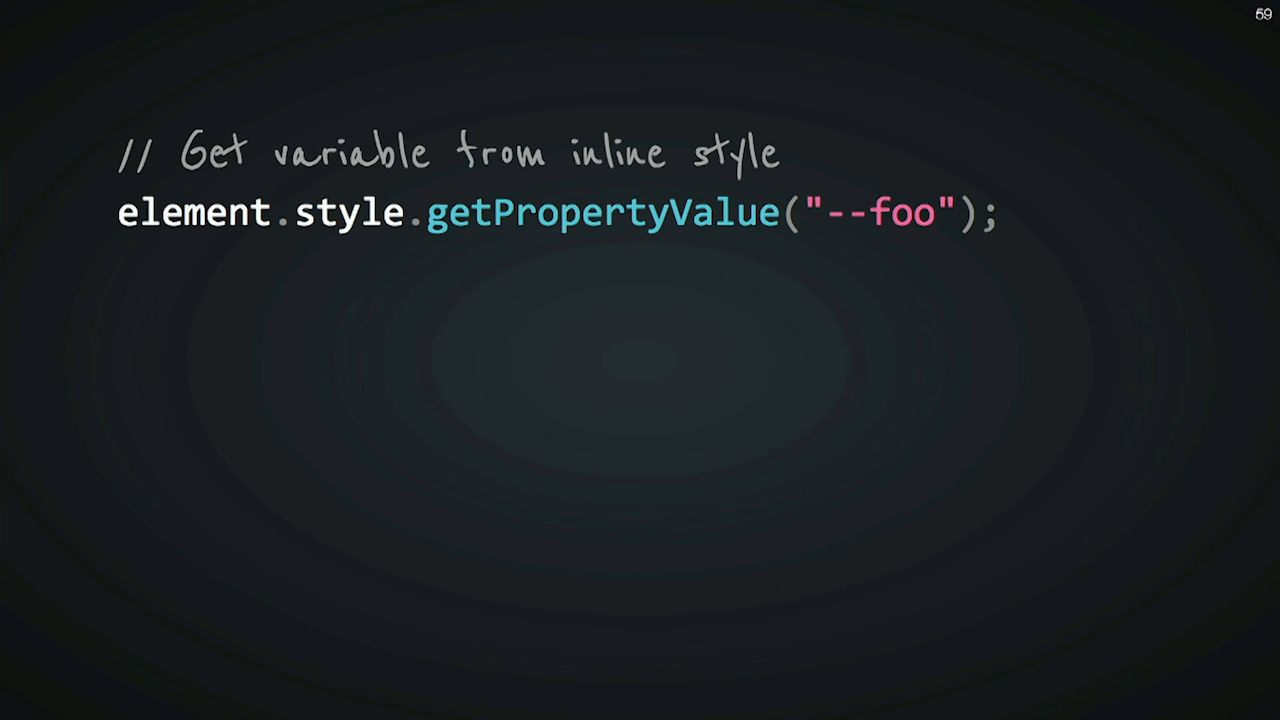 59
// Get variable from inline style
element.style.getPropertyValue("--foo");